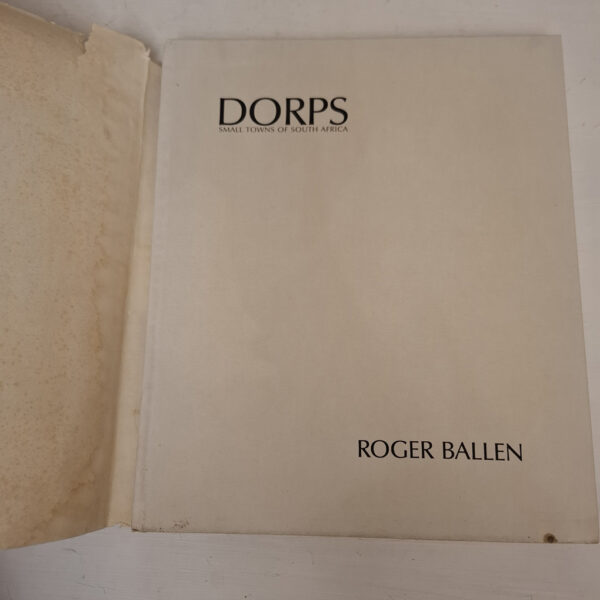 DORPS
SMALL TOWNS OF SOUTH AFRICA
ROGER BALLEN